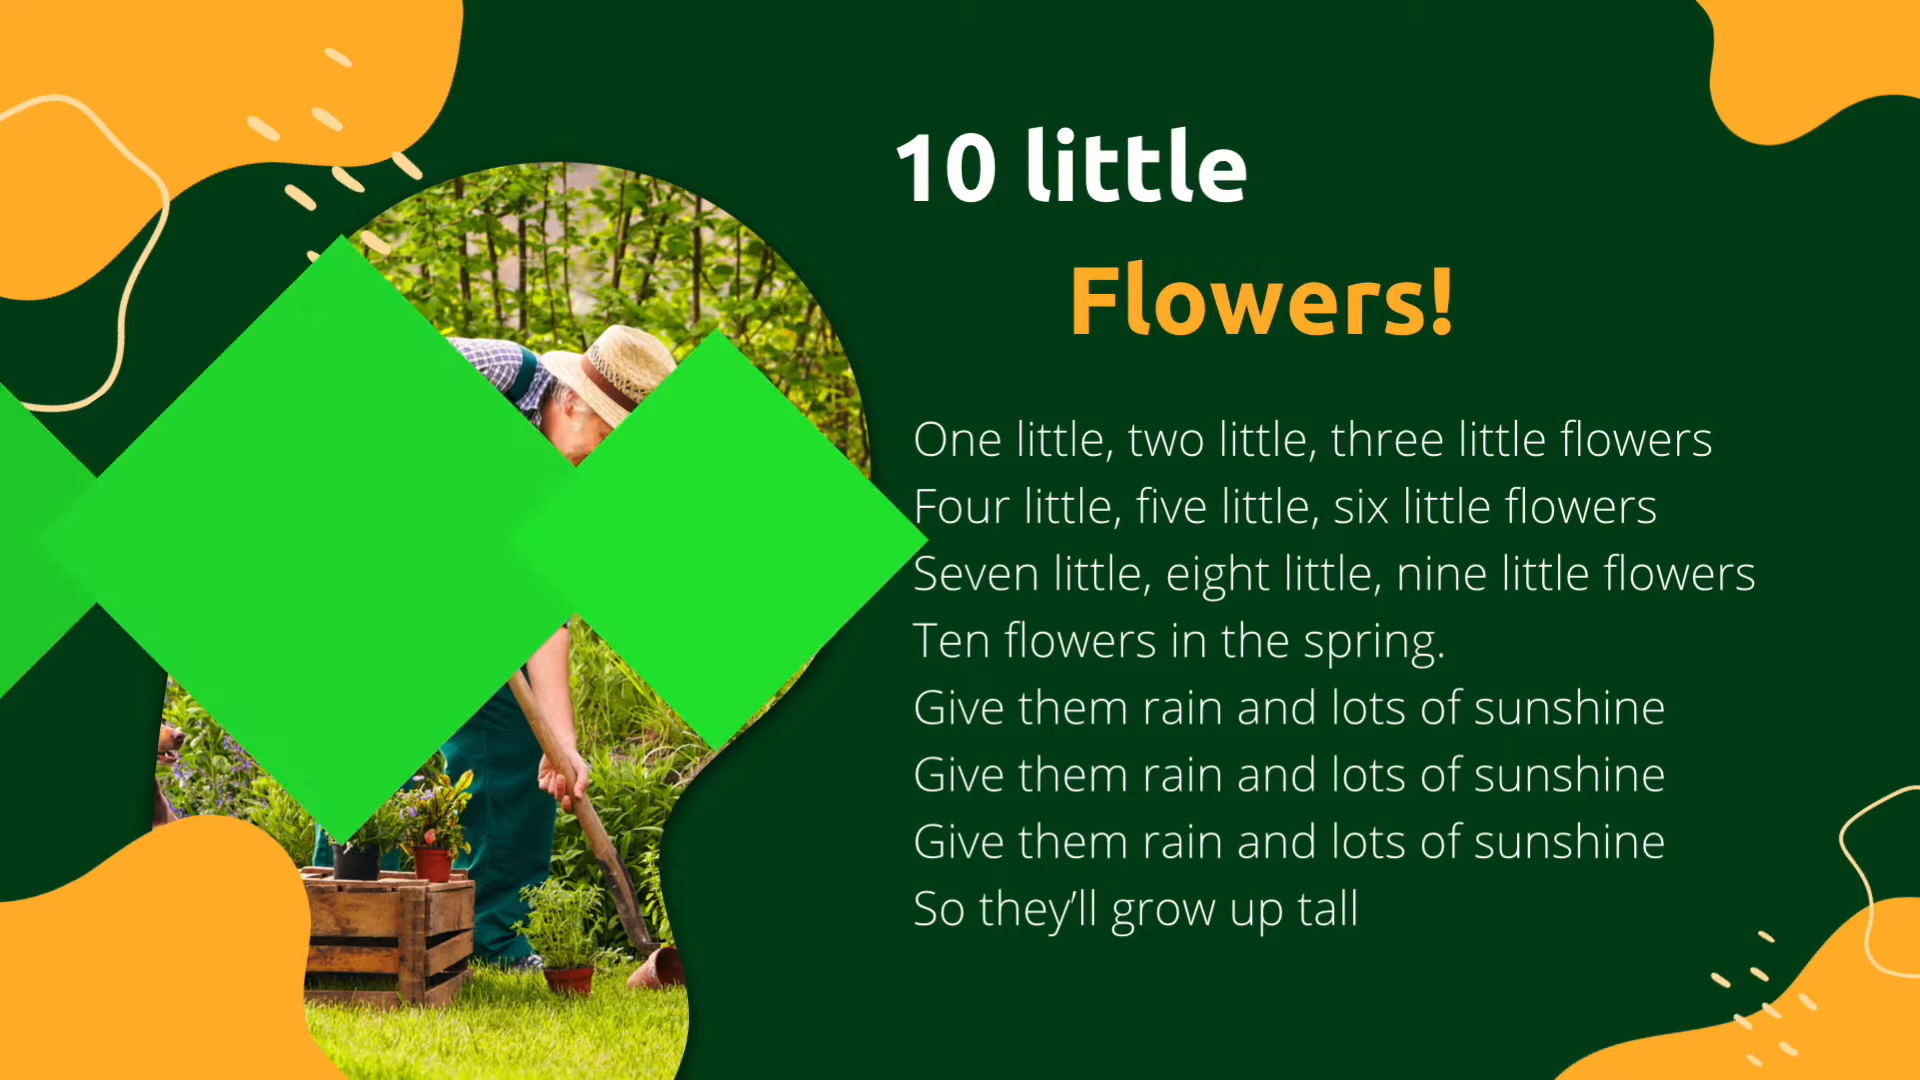 10 little
Flowers!
One little, two little, three little flowers
Four little, five little, six little flowers
Seven little, eight little, nine little flowers
Ten flowers in the spring.
Give them rain and lots of sunshine
Give them rain and lots of sunshine
Give them rain and lots of sunshine
So they’ll grow up tall